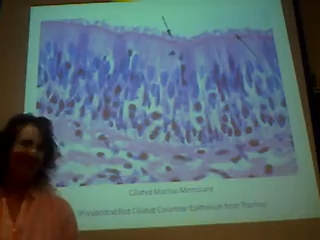 Ciliated Mucous Membrane
(Pseudostratified Ciliated Columnar Epithelium from Trachea)